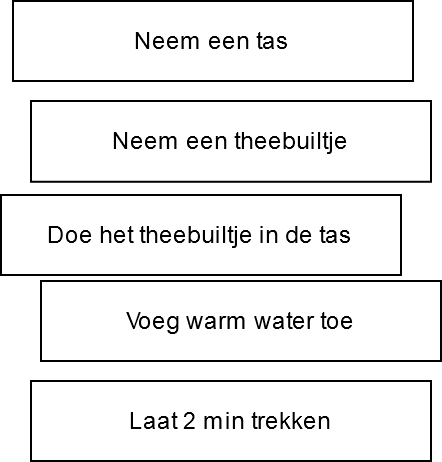 Neem een tas
Neem een theebuiltje
Doe het theebuiltje in de tas
Voeg warm water toe
Laat 2 min trekken